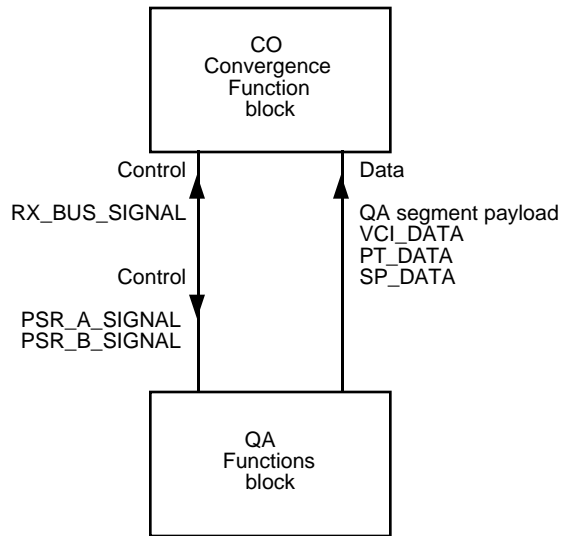 CO
Convergence
Function
block
Control
Data
RX_BUS_SIGNAL
QA segment payload
VCI_DATA
PT_DATA
SP_DATA
Control
PSR_A_SIGNAL
PSR_B_SIGNAL
QA
Functions
block